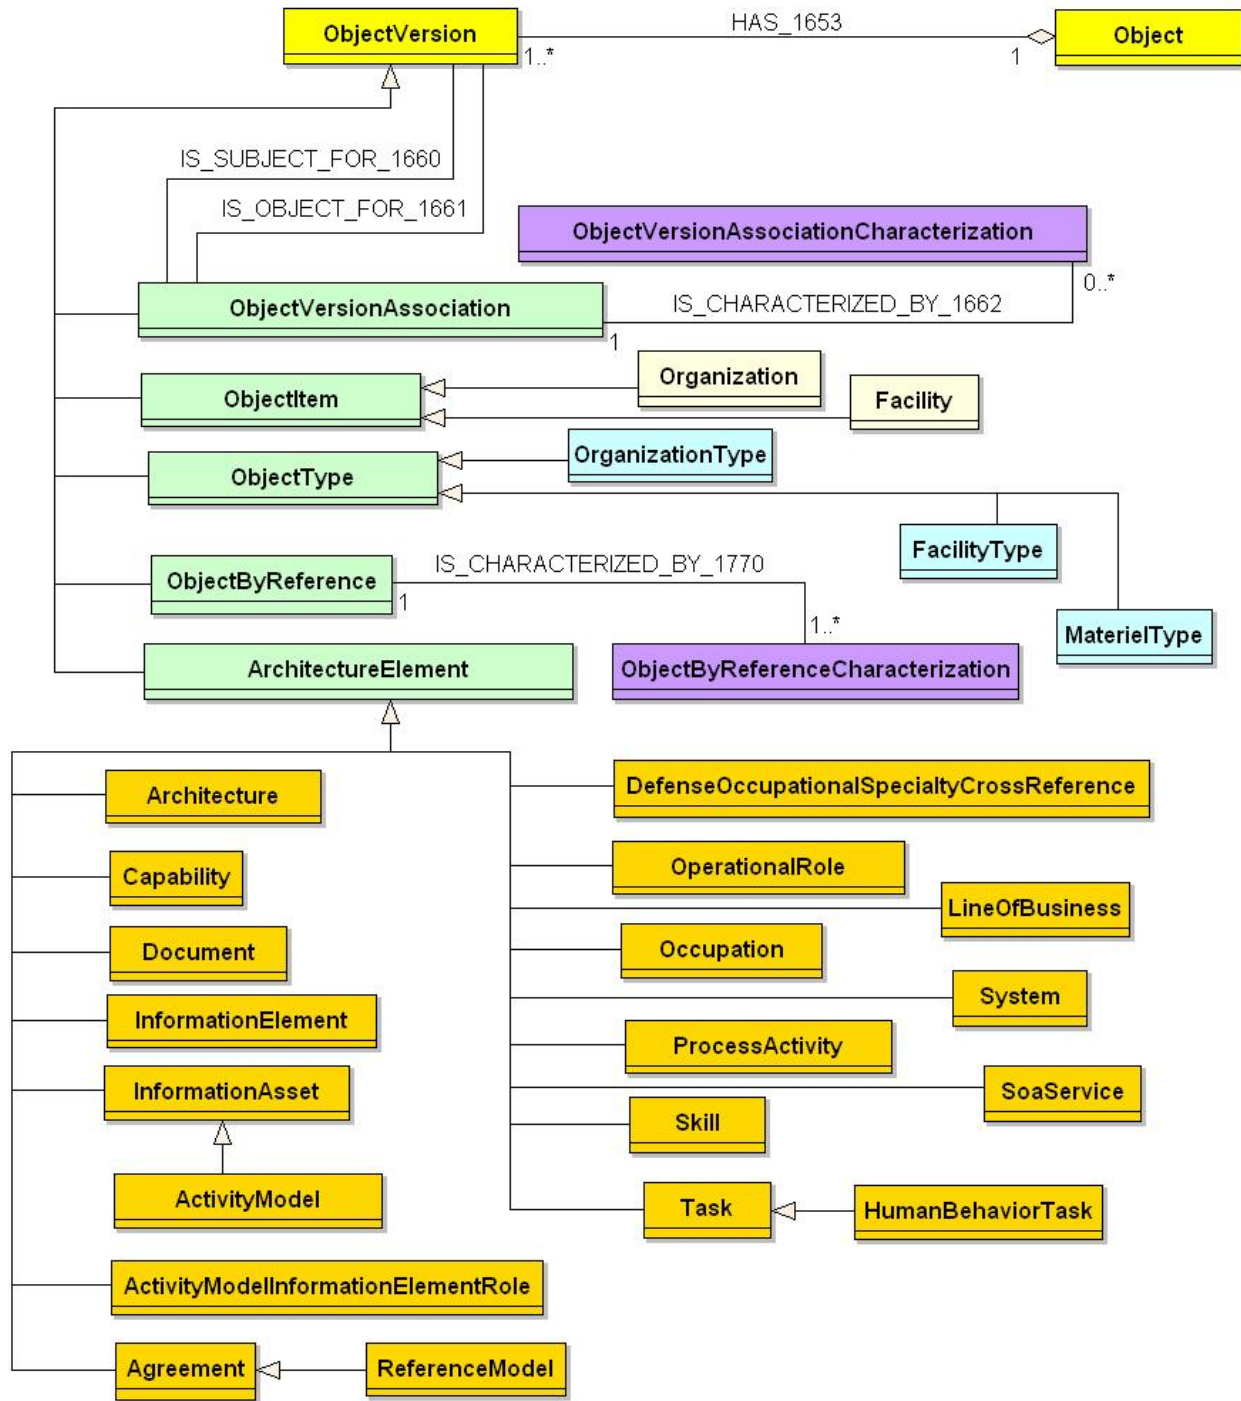 ObjectVersion
HAS_1653
Object
1..*
1
IS_SUBJECT_FOR_1660
IS_OBJECT_FOR_1661
ObjectVersionAssociationCharacterization
0..*
ObjectVersionAssociation
IS_CHARACTERIZED_BY_1662
1
Organization
ObjectItem
Facility
OrganizationType
ObjectType
FacilityType
IS_CHARACTERIZED_BY_1770
ObjectByReference
1
1..*
MaterielType
ArchitectureElement
ObjectByReferenceCharacterization
Architecture
DefenseOccupationalSpecialtyCrossReference
Capability
OperationalRole
LineOfBusiness
Document
Occupation
System
InformationElement
ProcessActivity
InformationAsset
SoaService
Skill
ActivityModel
Task
HumanBehaviorTask
ActivityModelInformationElementRole
Agreement
ReferenceModel